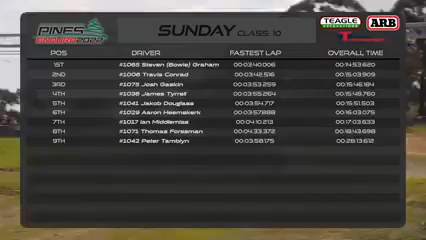 PINES ENDURO 2020
SUNDAY CLASS: 10
TEAGLE EXCAVATIONS
ARB
POS DRIVER FASTEST LAP OVERALL TIME
1ST #1065 Steven (Bowie) Graham 00:03:40.006 00:14:53.620
2ND #1006 Travis Conrad 00:03:42.516 00:15:03.909
3RD #1075 Josh Gaskin 00:03:53.259 00:15:46.184
4TH #1036 James Tyrrell 00:03:55.264 00:15:48.760
5TH #1041 Jakob Douglass 00:03:54.717 00:15:51.503
6TH #1029 Aaron Heemskerk 00:03:57.888 00:16:03.075
7TH #1017 Ian Middlemiss 00:04:10.213 00:17:03.633
8TH #1071 Thomas Forssman 00:04:33.372 00:18:43.698
9TH #1042 Peter Tamblyn 00:03:58.175 00:28:13.612